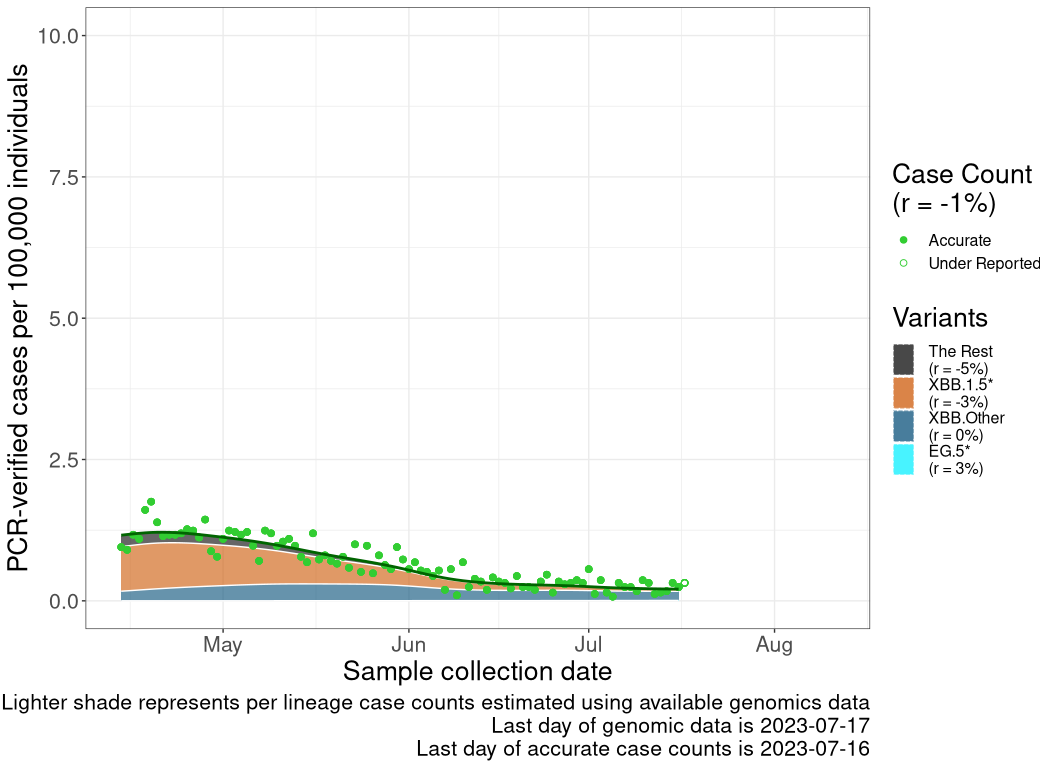 PCR-verified cases per 100,000 individuals
10.0
7.5
5.0
2.5
0.0
May
Jun
Jul
Aug
Sample collection date
Case Count
(r = -1%)
Accurate
Under Reported
Variants
The Rest
(r = -5%)
XBB.1.5*
(r = -3%)
XBB.Other
(r = 0%)
EG.5*
(r = 3%)
Lighter shade represents per lineage case counts estimated using available genomics data
Last day of genomic data is 2023-07-17
Last day of accurate case counts is 2023-07-16